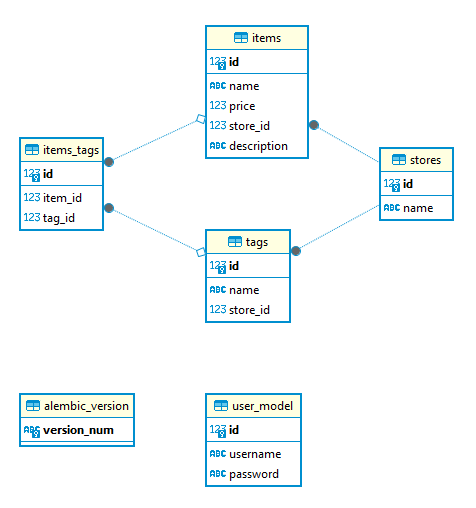 items
123 id
ABC name
123 price
123 store_id
ABC description
items_tags
123 id
123 item_id
123 tag_id
stores
123 id
ABC name
tags
123 id
ABC name
123 store_id
alembic_version
ABC version_num
user_model
123 id
ABC username
ABC password